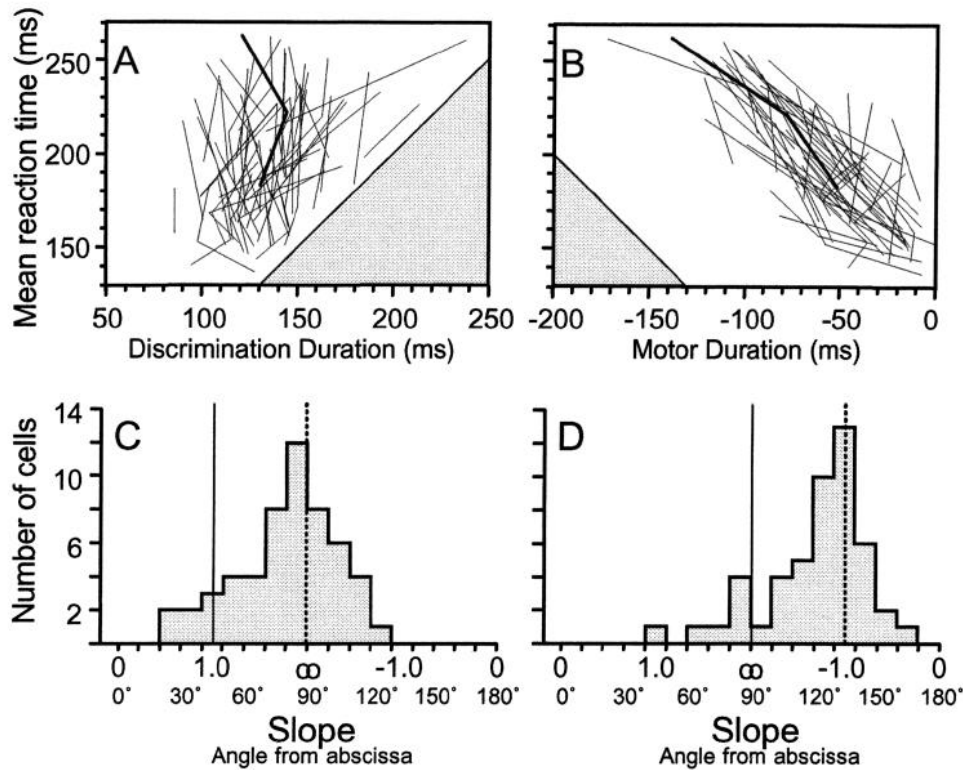 A
B
Mean reaction time (ms)
250
200
150
50 100 150 200 250
-200 -150 -100 -50 0
Discrimination Duration (ms)
Motor Duration (ms)
C
D
Number of cells
14
10
6
2
0 1.0 ∞ -1.0 0
0° 30° 60° 90° 120° 150° 180°
Slope
Angle from abscissa
0 1.0 ∞ -1.0 0
0° 30° 60° 90° 120° 150° 180°
Slope
Angle from abscissa